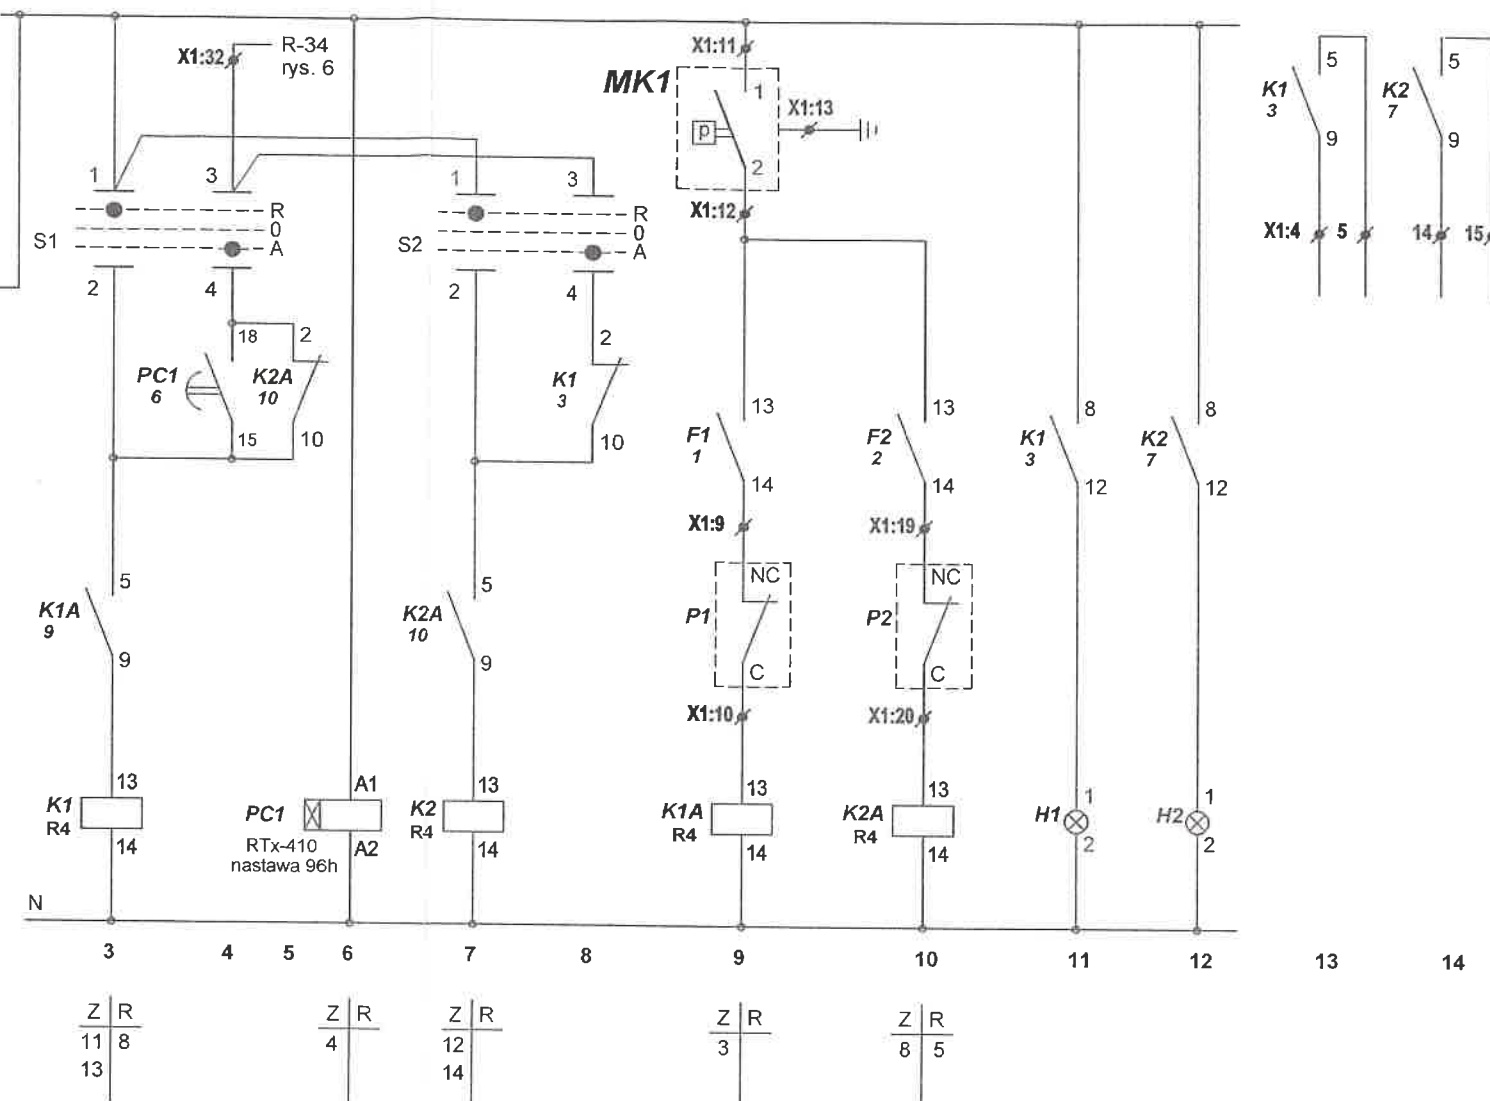 R-34
rys. 6
X1:32
X1:11
MK1
1
X1:13
p
2
X1:12
K1
3
5
9
K2
7
5
9
X1:4
5
14
15
1
3
R
0
A
S1
2
4
1
3
R
0
A
S2
2
4
18
2
PC1
6
K2A
10
15
10
2
K1
3
10
13
F1
1
14
13
F2
2
14
8
K1
3
12
8
K2
7
12
X1:9
X1:19
NC
P1
C
NC
P2
C
X1:10
X1:20
5
K1A
9
9
5
K2A
10
9
13
K1
R4
14
A1
PC1
A2
RTx-410
nastawa 96h
13
K2
R4
14
13
K1A
R4
14
13
K2A
R4
14
1
H1
2
1
H2
2
N
3 4 5 6 7 8 9 10 11 12 13 14
Z R
11 8
13
Z R
4
Z R
12
14
Z R
3
Z R
8 5